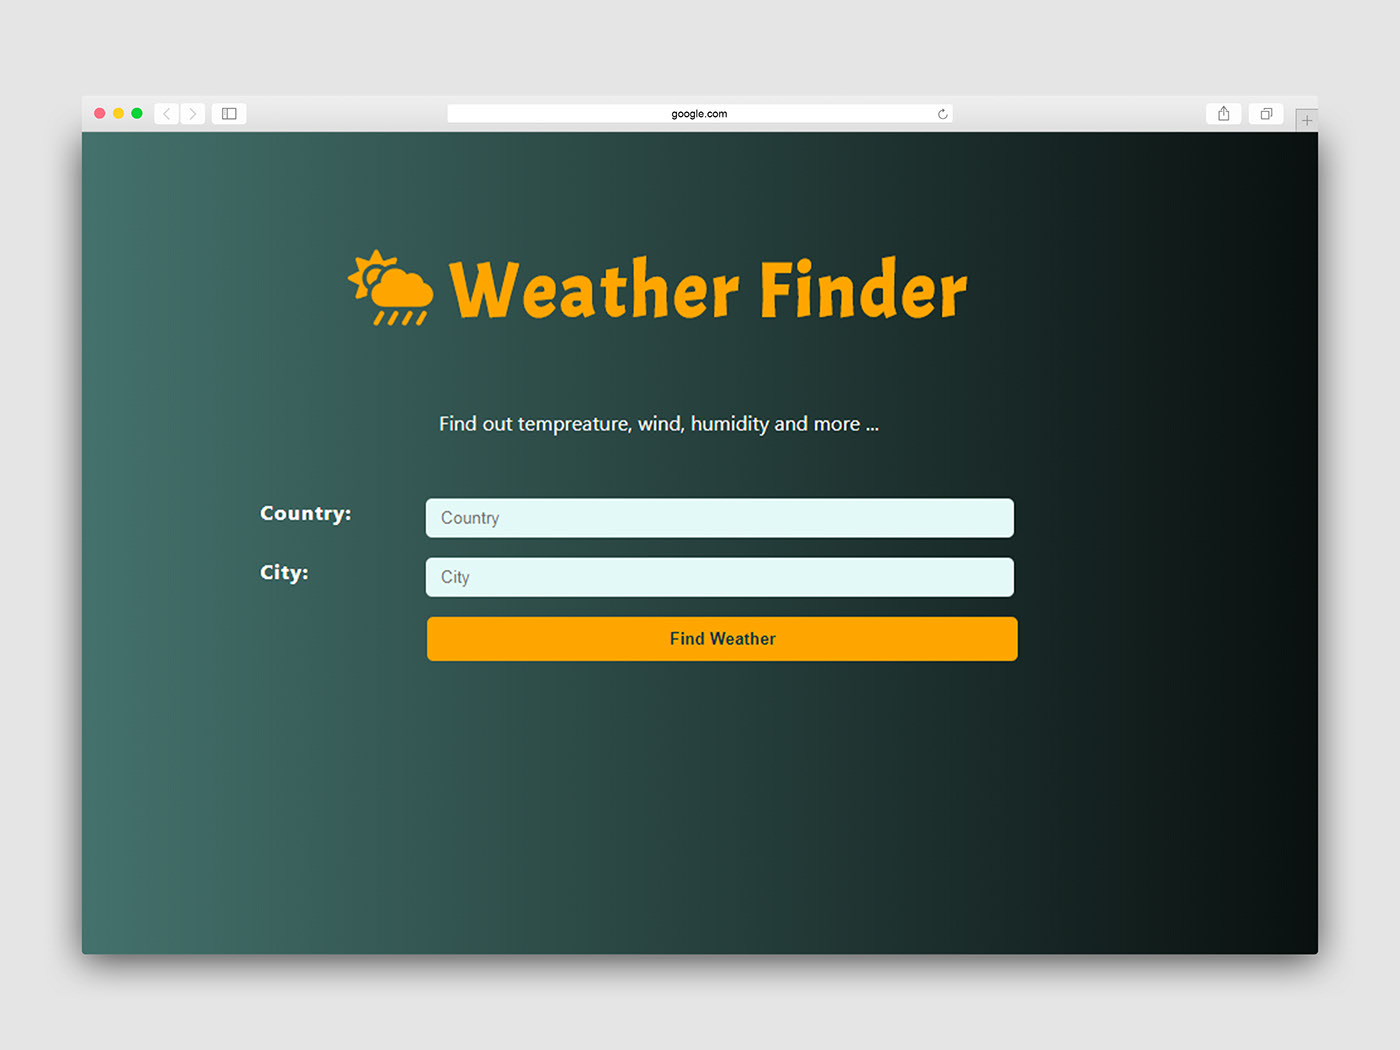 google.com
Weather Finder
Find out tempreature, wind, humidity and more ...
Country:
Country
City:
City
Find Weather